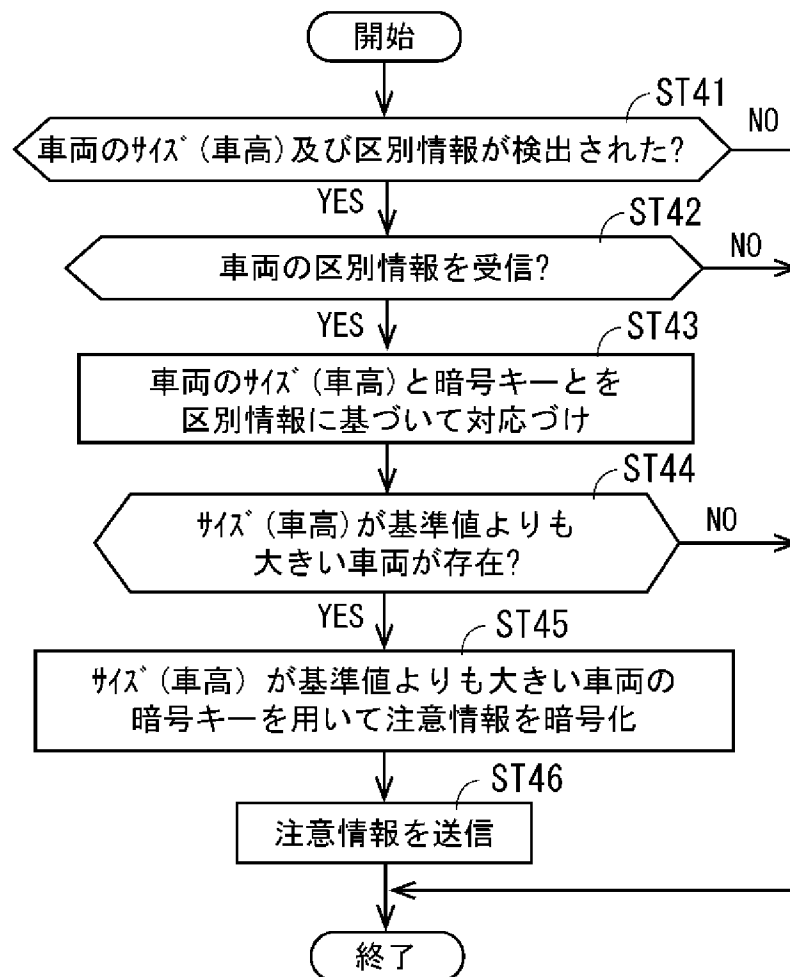 開始
ST41
車両のサイズ(車高)及び区別情報が検出された?
NO
YES
ST42
車両の区別情報を受信?
NO
YES
ST43
車両のサイズ(車高)と暗号キーとを
区別情報に基づいて対応づけ
ST44
サイズ(車高)が基準値よりも
大きい車両が存在?
NO
YES
ST45
サイズ(車高) が基準値よりも大きい車両の
暗号キーを用いて注意情報を暗号化
ST46
注意情報を送信
終了